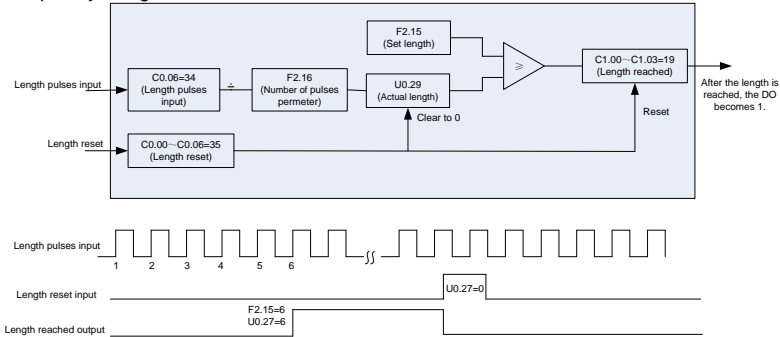 F2.15
(Set length)
Length pulses input
C0.06=34
(Length pulses
input)
÷
F2.16
(Number of pulses
permeter)
U0.29
(Actual length)
≥
C1.00～C1.03=19
(Length reached)
After the length is
reached, the DO
becomes 1.
Clear to 0
Reset
Length reset
C0.00～C0.06=35
(Length reset)
Length pulses input
1 2 3 4 5 6
Length reset input
U0.27=0
F2.15=6
U0.27=6
Length reached output